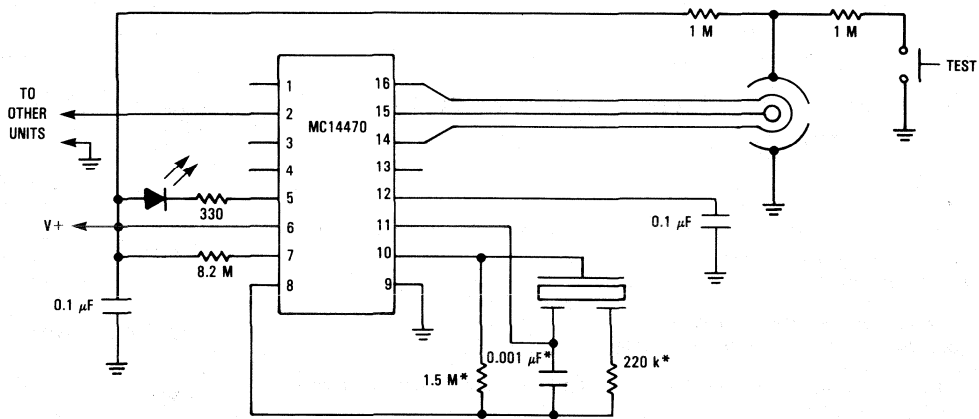 1 M
1 M
TEST
TO
OTHER
UNITS
MC14470
1
2
3
4
5
6
7
8
16
15
14
13
12
11
10
9
330
V+
8.2 M
0.1 µF
0.1 µF
0.001 µF*
1.5 M*
220 k*